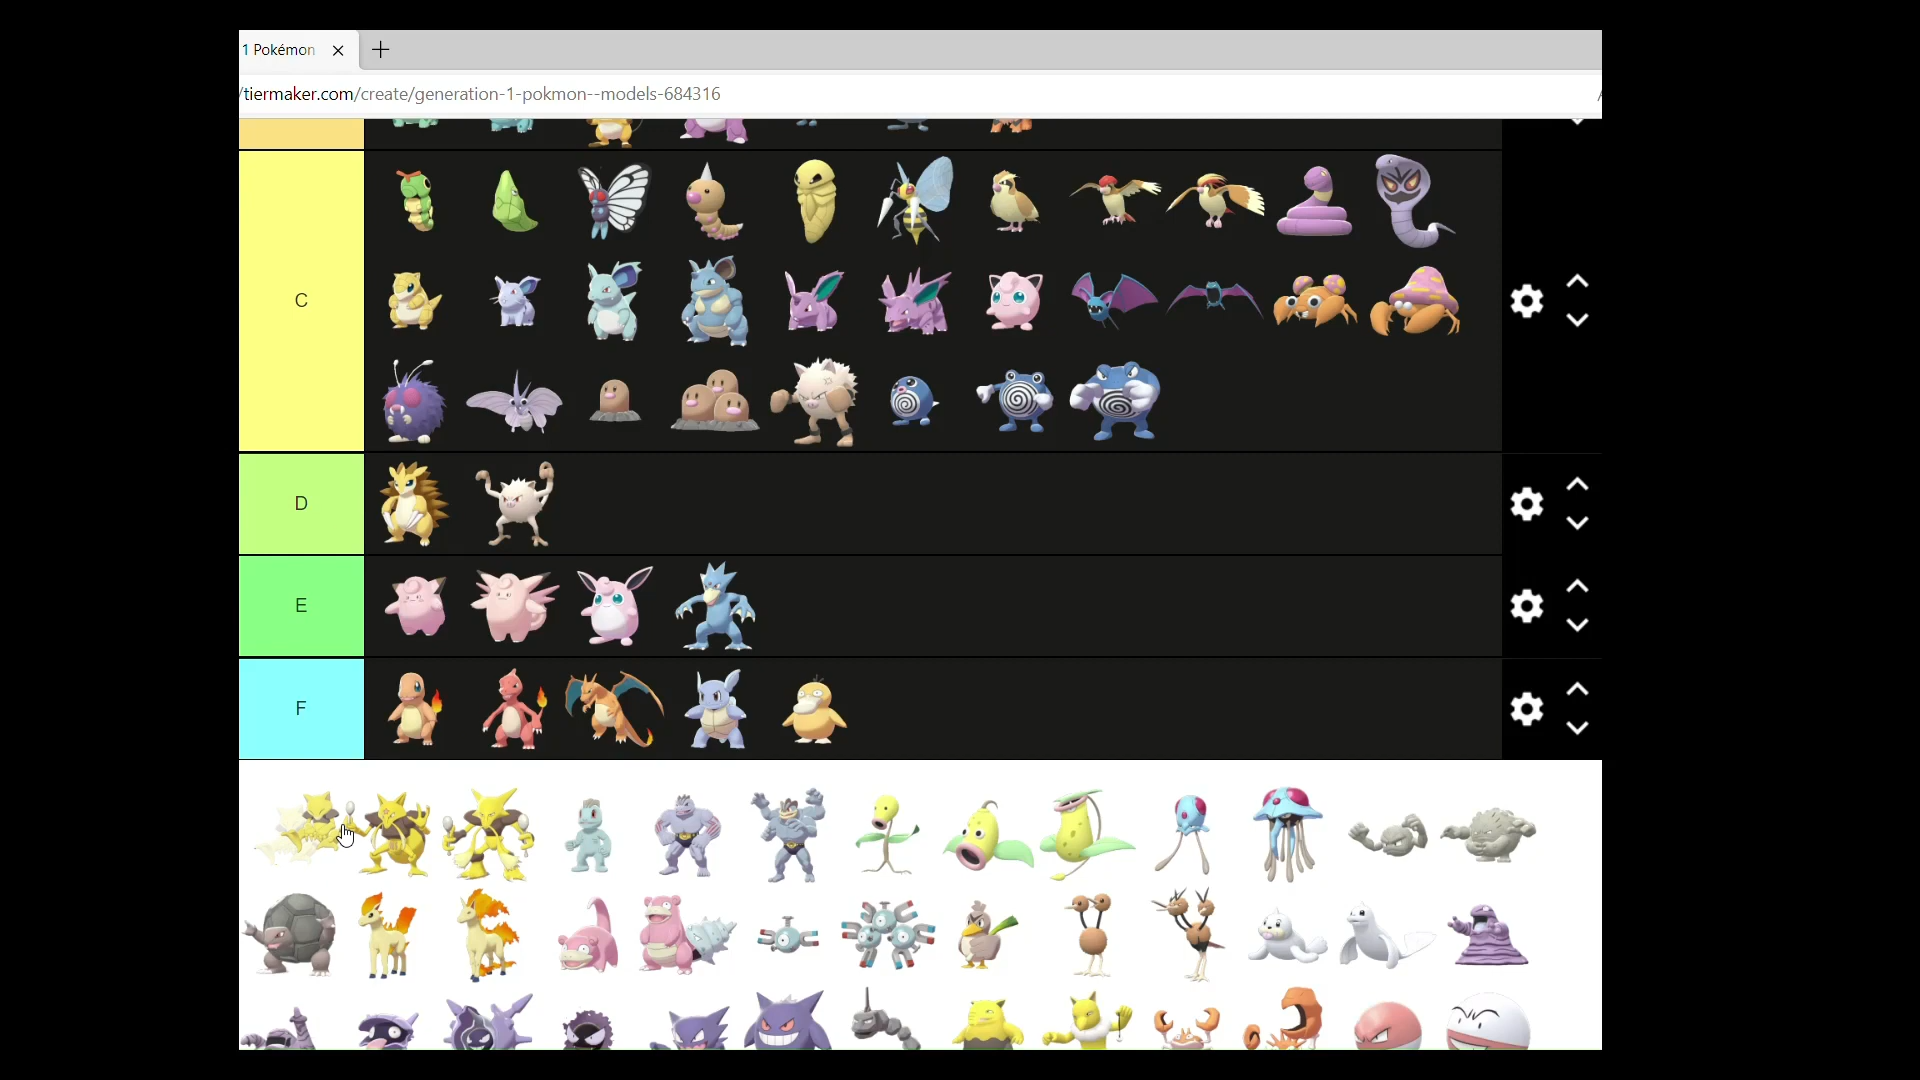 1 Pokémon
/tiermaker.com/create/generation-1-pokmon--models-684316
C
D
E
F